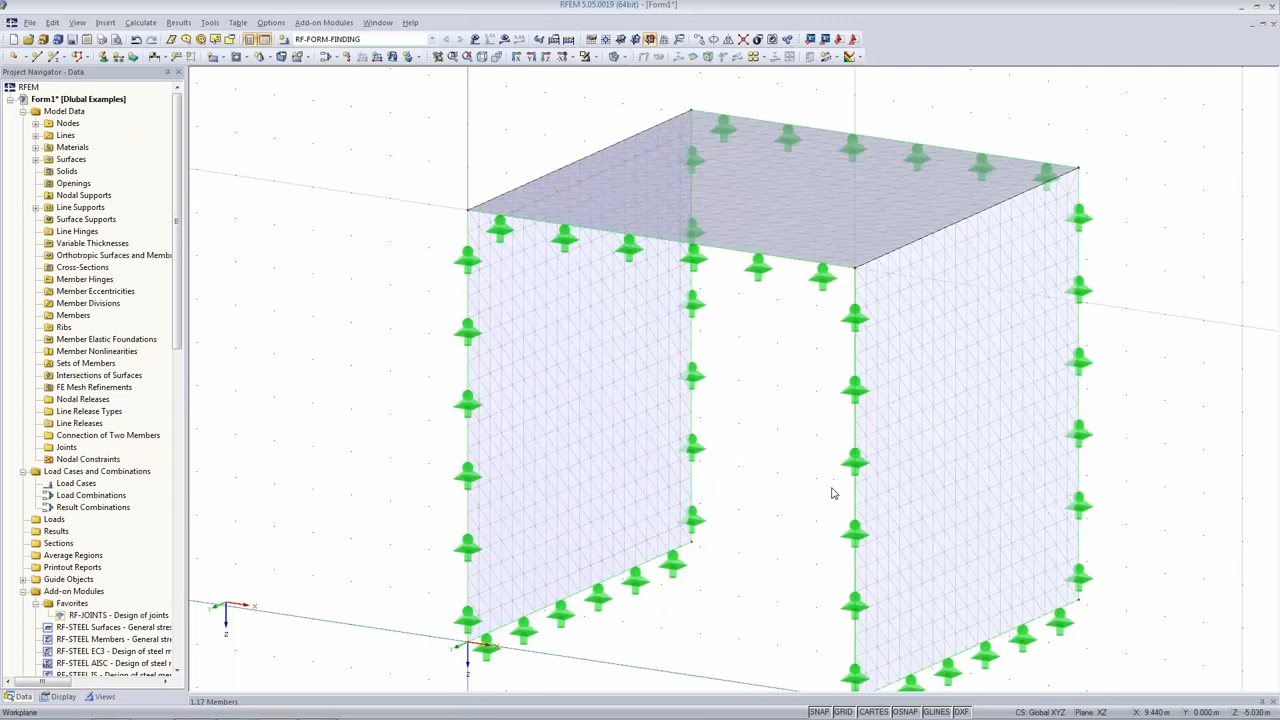 RFEM 5.05.0019 (64bit) - [Form1*]
File Edit View Insert Calculate Results Tools Table Options Add-on Modules Window Help
RF-FORM-FINDING
Project Navigator - Data
RFEM
Form1* [Dlubal Examples]
Model Data
Nodes
Lines
Materials
Surfaces
Solids
Openings
Nodal Supports
Line Supports
Surface Supports
Line Hinges
Variable Thicknesses
Orthotropic Surfaces and Memb
Cross-Sections
Member Hinges
Member Eccentricities
Member Divisions
Members
Ribs
Member Elastic Foundations
Member Nonlinearities
Sets of Members
Intersections of Surfaces
FE Mesh Refinements
Nodal Releases
Line Release Types
Line Releases
Connection of Two Members
Joints
Nodal Constraints
Load Cases and Combinations
Load Cases
Load Combinations
Result Combinations
Loads
Results
Sections
Average Regions
Printout Reports
Guide Objects
Add-on Modules
Favorites
RF-JOINTS - Design of joints
RF-STEEL Surfaces - General stre
RF-STEEL Members - General stre
RF-STEEL EC3 - Design of steel m
RF-STEEL AISC - Design of steel
X
Y
Z
Y
Z
Data Display Views
1.17 Members
Workplane
SNAP GRID CARTES OSNAF GLINES DXF
CS: Global XYZ Plane: XZ X: 9.440 m Y: 0.000 m Z: -5.030 m